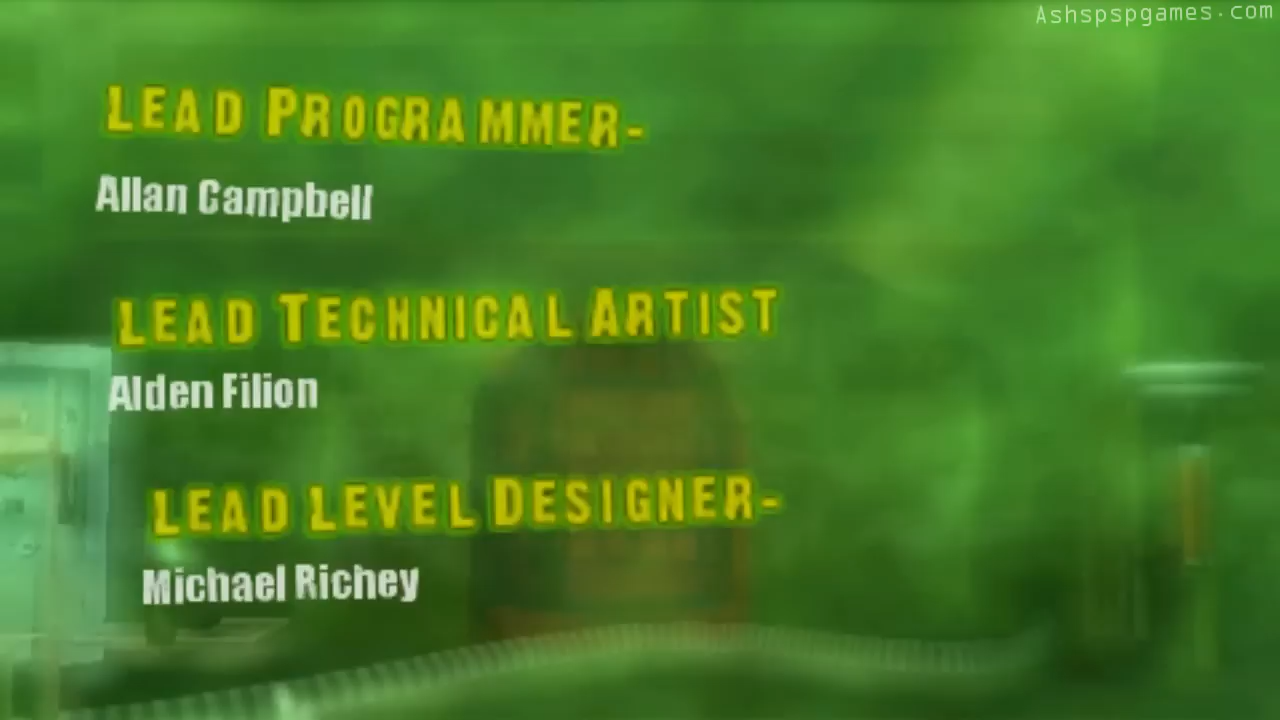 Ashspspgames.com
LEAD PROGRAMMER-
Allan Campbell
LEAD TECHNICAL ARTIST
Alden Filion
LEAD LEVEL DESIGNER-
Michael Richey